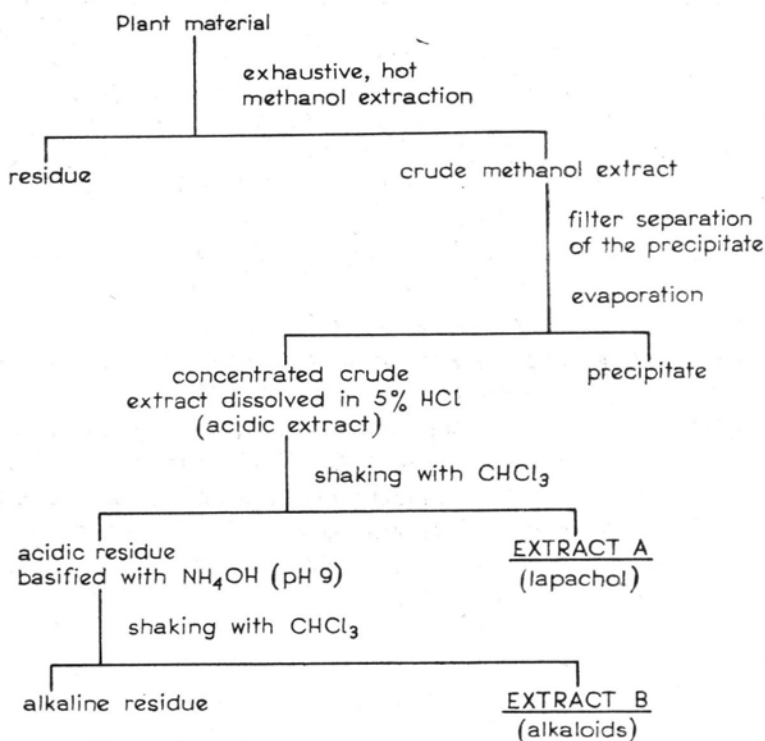 Plant material
exhaustive, hot
methanol extraction
residue
crude methanol extract
filter separation
of the precipitate
evaporation
concentrated crude
extract dissolved in 5% HCl
(acidic extract)
precipitate
shaking with CHCl₃
acidic residue
basified with NH₄OH (pH 9)
EXTRACT A
(lapachol)
shaking with CHCl₃
alkaline residue
EXTRACT B
(alkaloids)